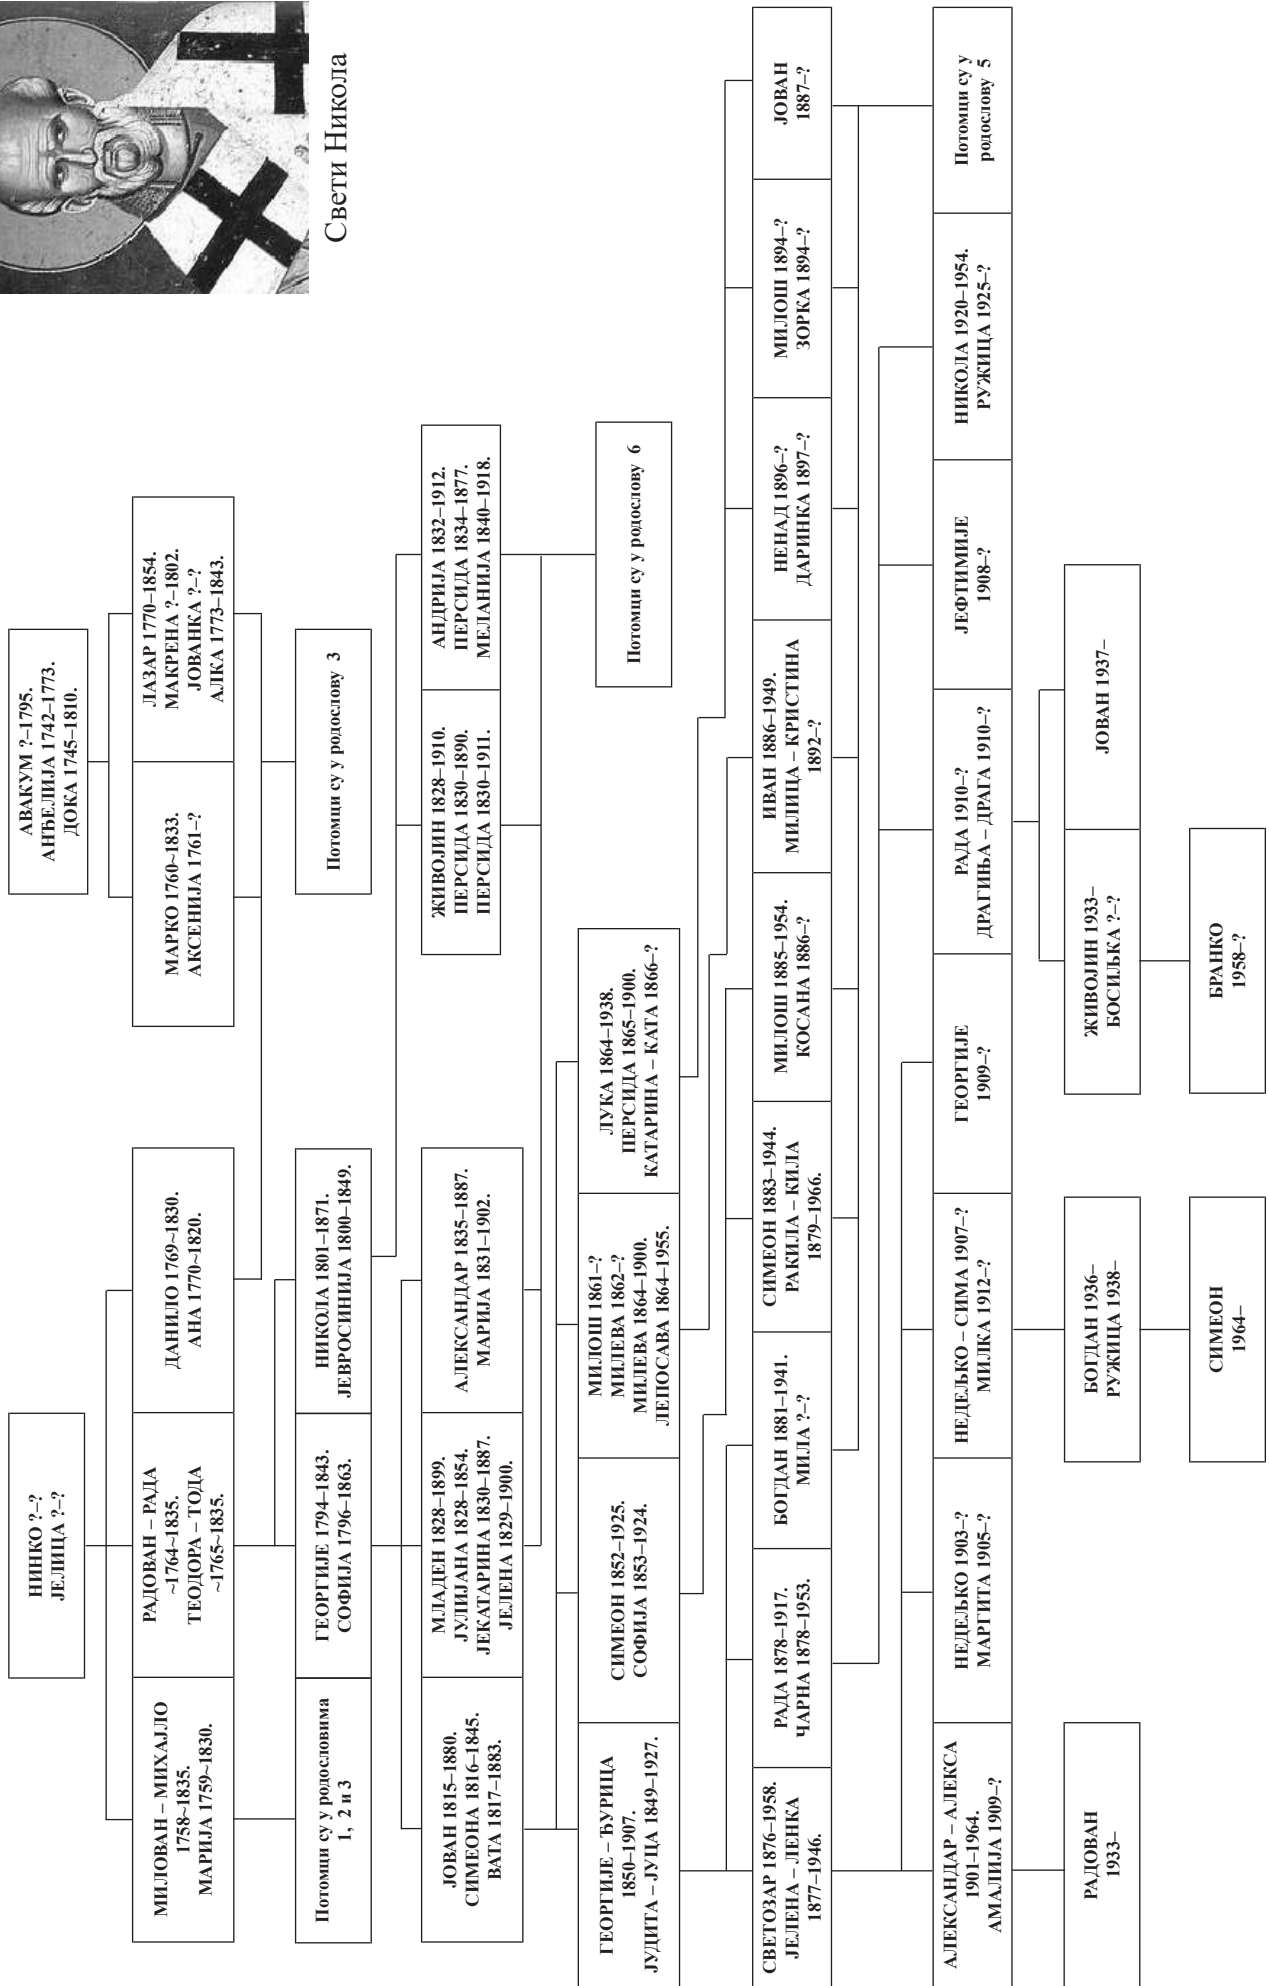 Свети Никола
НИНКО ?–?
ЈЕЛИЦА ?–?
АВАКУМ ?–1795.
АНЂЕЛИЈА 1742–1773.
ДОКА 1745–1810.
МИЛОВАН – МИХАЈЛО
1758~1835.
МАРИЈА 1759~1830.
РАДОВАН – РАДА
~1764~1835.
ТЕОДОРА – ТОДА
~1765~1835.
ДАНИЛО 1769~1830.
АНА 1770~1820.
МАРКО 1760~1833.
АКСЕНИЈА 1761–?
ЛАЗАР 1770–1854.
МАКРЕНА ?–1802.
ЈОВАНКА ?–?
АЛКА 1773–1843.
Потомци су у родословима
1, 2 и 3
ГЕОРГИЈЕ 1794–1843.
СОФИЈА 1796–1863.
НИКОЛА 1801–1871.
ЈЕВРОСИНИЈА 1800–1849.
Потомци су у родослову 3
ЈОВАН 1815–1880.
СИМЕОНА 1816–1845.
ВАТА 1817–1883.
МЛАДЕН 1828–1899.
ЈУЛИЈАНА 1828–1854.
ЈЕКАТАРИНА 1830–1887.
ЈЕЛЕНА 1829–1900.
АЛЕКСАНДАР 1835–1887.
МАРИЈА 1831–1902.
ЖИВОЈИН 1828–1910.
ПЕРСИДА 1830–1890.
ПЕРСИДА 1830–1911.
АНДРИЈА 1832–1912.
ПЕРСИДА 1834–1877.
МЕЛАНИЈА 1840–1918.
ГЕОРГИЈЕ – ЂУРИЦА
1850–1907.
ЈУДИТА – ЈУЦА 1849–1927.
СИМЕОН 1852–1925.
СОФИЈА 1853–1924.
МИЛОШ 1861–?
МИЛЕВА 1862–?
МИЛЕВА 1864–1900.
ЛЕПОСАВА 1864–1955.
ЛУКА 1864–1938.
ПЕРСИДА 1865–1900.
КАТАРИНА – КАТА 1866–?
Потомци су у родослову 6
СВЕТОЗАР 1876–1958.
ЈЕЛЕНА – ЛЕНКА
1877–1946.
РАДА 1878–1917.
ЧАРНА 1878–1953.
БОГДАН 1881–1941.
МИЛА ?–?
СИМЕОН 1883–1944.
РАКИЛА – КИЛА
1879–1966.
МИЛОШ 1885–1954.
КОСАНА 1886–?
ИВАН 1886–1949.
МИЛИЦА – КРИСТИНА
1892–?
НЕНАД 1896–?
ДАРИНКА 1897–?
МИЛОШ 1894–?
ЗОРКА 1894–?
ЈОВАН
1887–?
АЛЕКСАНДАР – АЛЕКСА
1901–1964.
АМАЛИЈА 1909–?
НЕДЕЉКО 1903–?
МАРГИТА 1905–?
НЕДЕЉКО – СИМА 1907–?
МИЛКА 1912–?
ГЕОРГИЈЕ
1909–?
РАДА 1910–?
ДРАГИЊА – ДРАГА 1910–?
ЈЕФТИМИЈЕ
1908–?
НИКОЛА 1920–1954.
РУЖИЦА 1925–?
Потомци су у
родослову 5
РАДОВАН
1933–
БОГДАН 1936–
РУЖИЦА 1938–
ЖИВОЈИН 1933–
БОСИЉКА ?–?
ЈОВАН 1937–
СИМЕОН
1964–
БРАНКО
1958–?